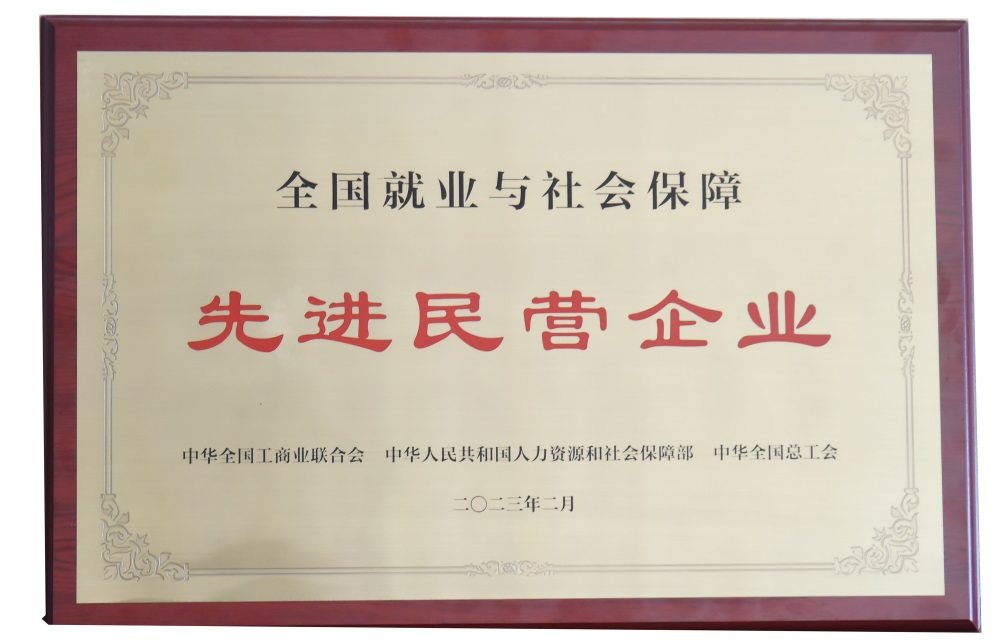 全国就业与社会保障
先进民营企业
中华全国工商业联合会 中华人民共和国人力资源和社会保障部 中华全国总工会
二〇二三年二月